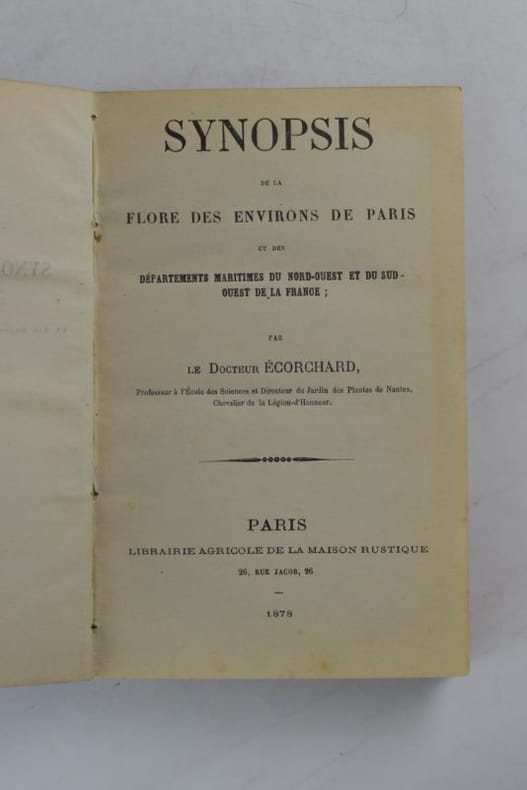 SYNOPSIS
DE LA
FLORE DES ENVIRONS DE PARIS
ET DES
DÉPARTEMENTS MARITIMES DU NORD-OUEST ET DU SUD-
OUEST DE LA FRANCE ;
PAR
LE DOCTEUR ÉCORCHARD,
Professeur à l'École des Sciences et Directeur du Jardin des Plantes de Nantes,
Chevalier de la Légion-d'Honneur.
PARIS
LIBRAIRIE AGRICOLE DE LA MAISON RUSTIQUE
26, RUE JACOB, 26
1878